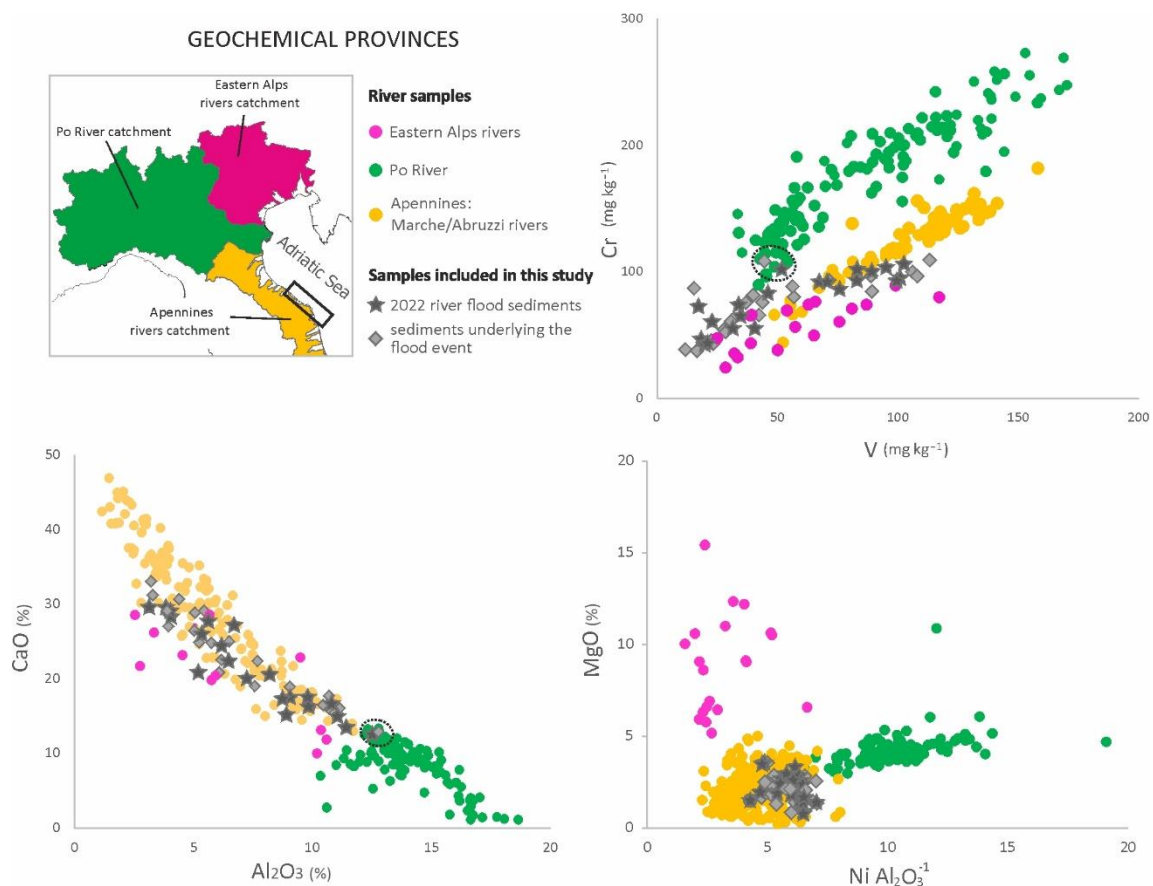 GEOCHEMICAL PROVINCES
Eastern Alps
rivers catchment
Po River catchment
Adriatic Sea
Apennines
rivers catchment
River samples
Eastern Alps rivers
Po River
Apennines:
Marche/Abruzzi rivers
Samples included in this study
2022 river flood sediments
sediments underlying the
flood event
300
200
100
0
Cr (mg kg⁻¹)
0 50 100 150 200
V (mg kg⁻¹)
50
40
30
20
10
0
CaO (%)
0 5 10 15 20
Al₂O₃ (%)
20
15
10
5
0
MgO (%)
0 5 10 15 20
Ni Al₂O₃⁻¹